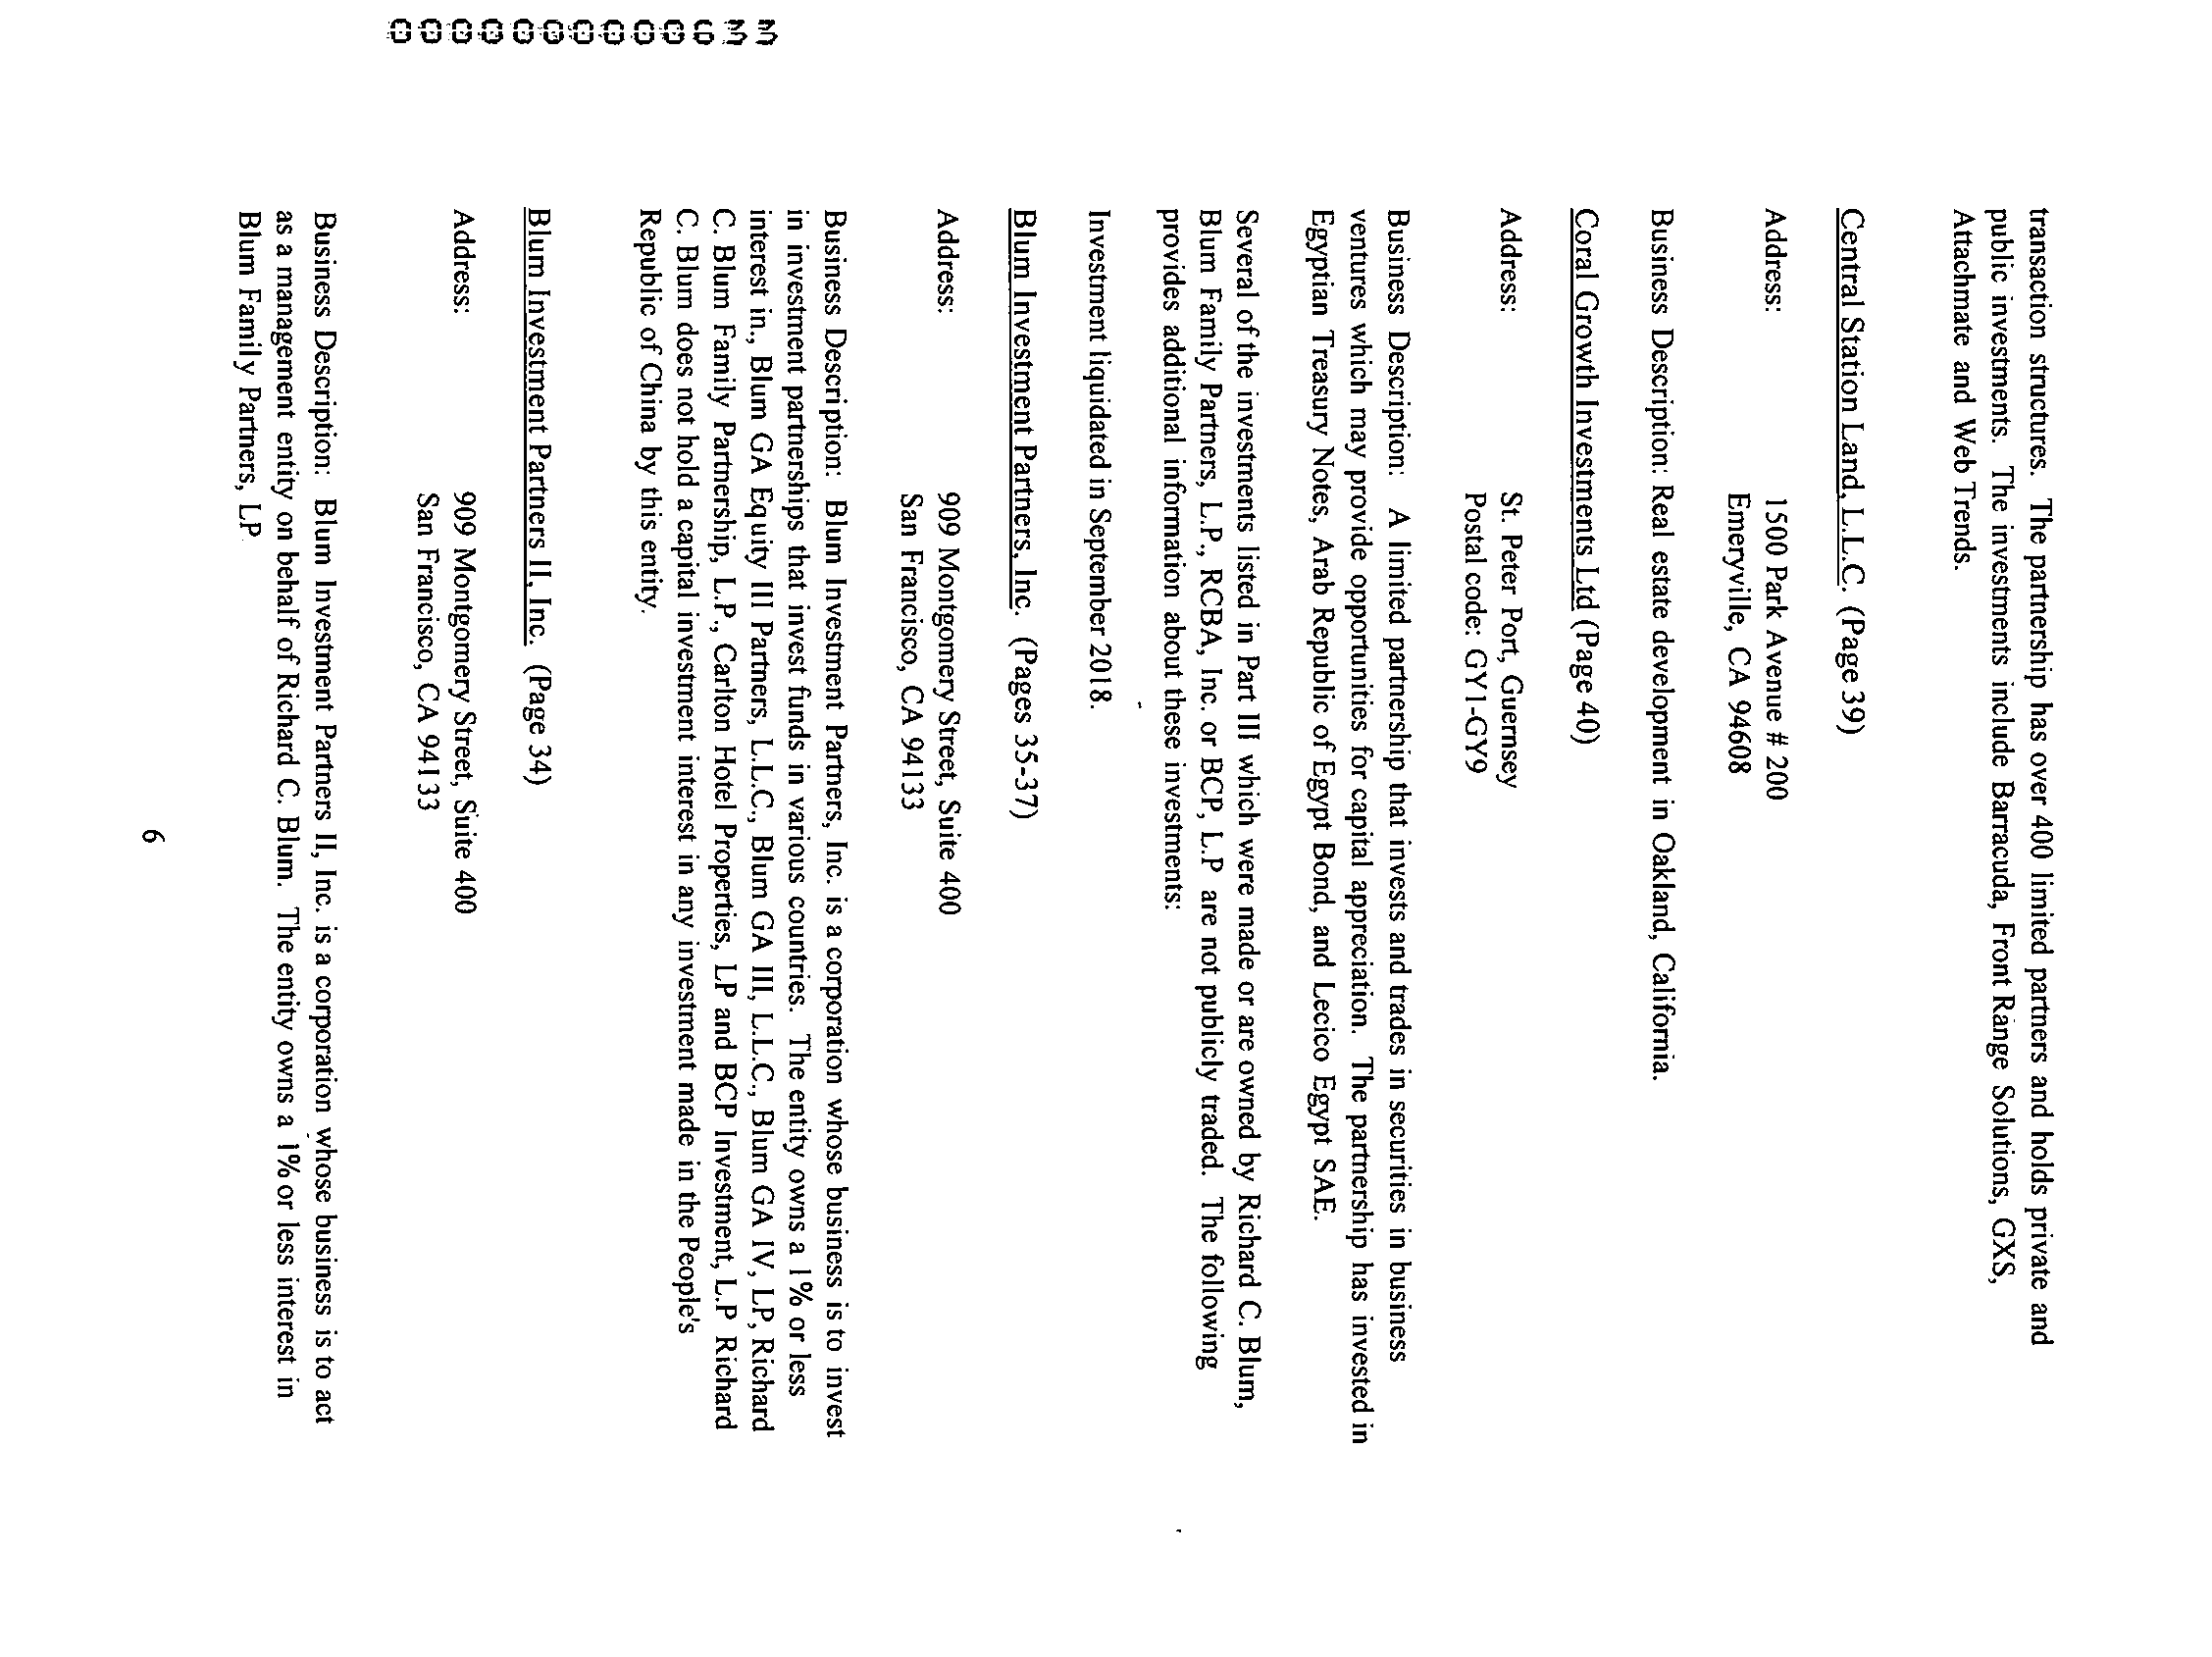 transaction structures. The partnership has over 400 limited partners and holds private and
public investments. The investments include Barracuda, Front Range Solutions, GXS,
Attachmate and Web Trends.
Central Station Land, L.L.C. (Page 39)
Address: 1500 Park Avenue # 200
Emeryville, CA 94608
Business Description: Real estate development in Oakland, California.
Coral Growth Investments Ltd (Page 40)
Address: St. Peter Port, Guernsey
Postal code: GY1-GY9
Business Description: A limited partnership that invests and trades in securities in business
ventures which may provide opportunities for capital appreciation. The partnership has invested in
Egyptian Treasury Notes, Arab Republic of Egypt Bond, and Lecico Egypt SAE.
Several of the investments listed in Part III which were made or are owned by Richard C. Blum,
Blum Family Partners, L.P., RCBA, Inc. or BCP, L.P are not publicly traded. The following
provides additional information about these investments:
Investment liquidated in September 2018.
Blum Investment Partners, Inc. (Pages 35-37)
Address: 909 Montgomery Street, Suite 400
San Francisco, CA 94133
Business Description: Blum Investment Partners, Inc. is a corporation whose business is to invest
in investment partnerships that invest funds in various countries. The entity owns a 1% or less
interest in., Blum GA Equity III Partners, L.L.C., Blum GA III, L.L.C., Blum GA IV, LP, Richard
C. Blum Family Partnership, L.P., Carlton Hotel Properties, LP and BCP Investment, L.P Richard
C. Blum does not hold a capital investment interest in any investment made in the People's
Republic of China by this entity.
Blum Investment Partners II, Inc. (Page 34)
Address: 909 Montgomery Street, Suite 400
San Francisco, CA 94133
Business Description: Blum Investment Partners II, Inc. is a corporation whose business is to act
as a management entity on behalf of Richard C. Blum. The entity owns a 1% or less interest in
Blum Family Partners, LP
6